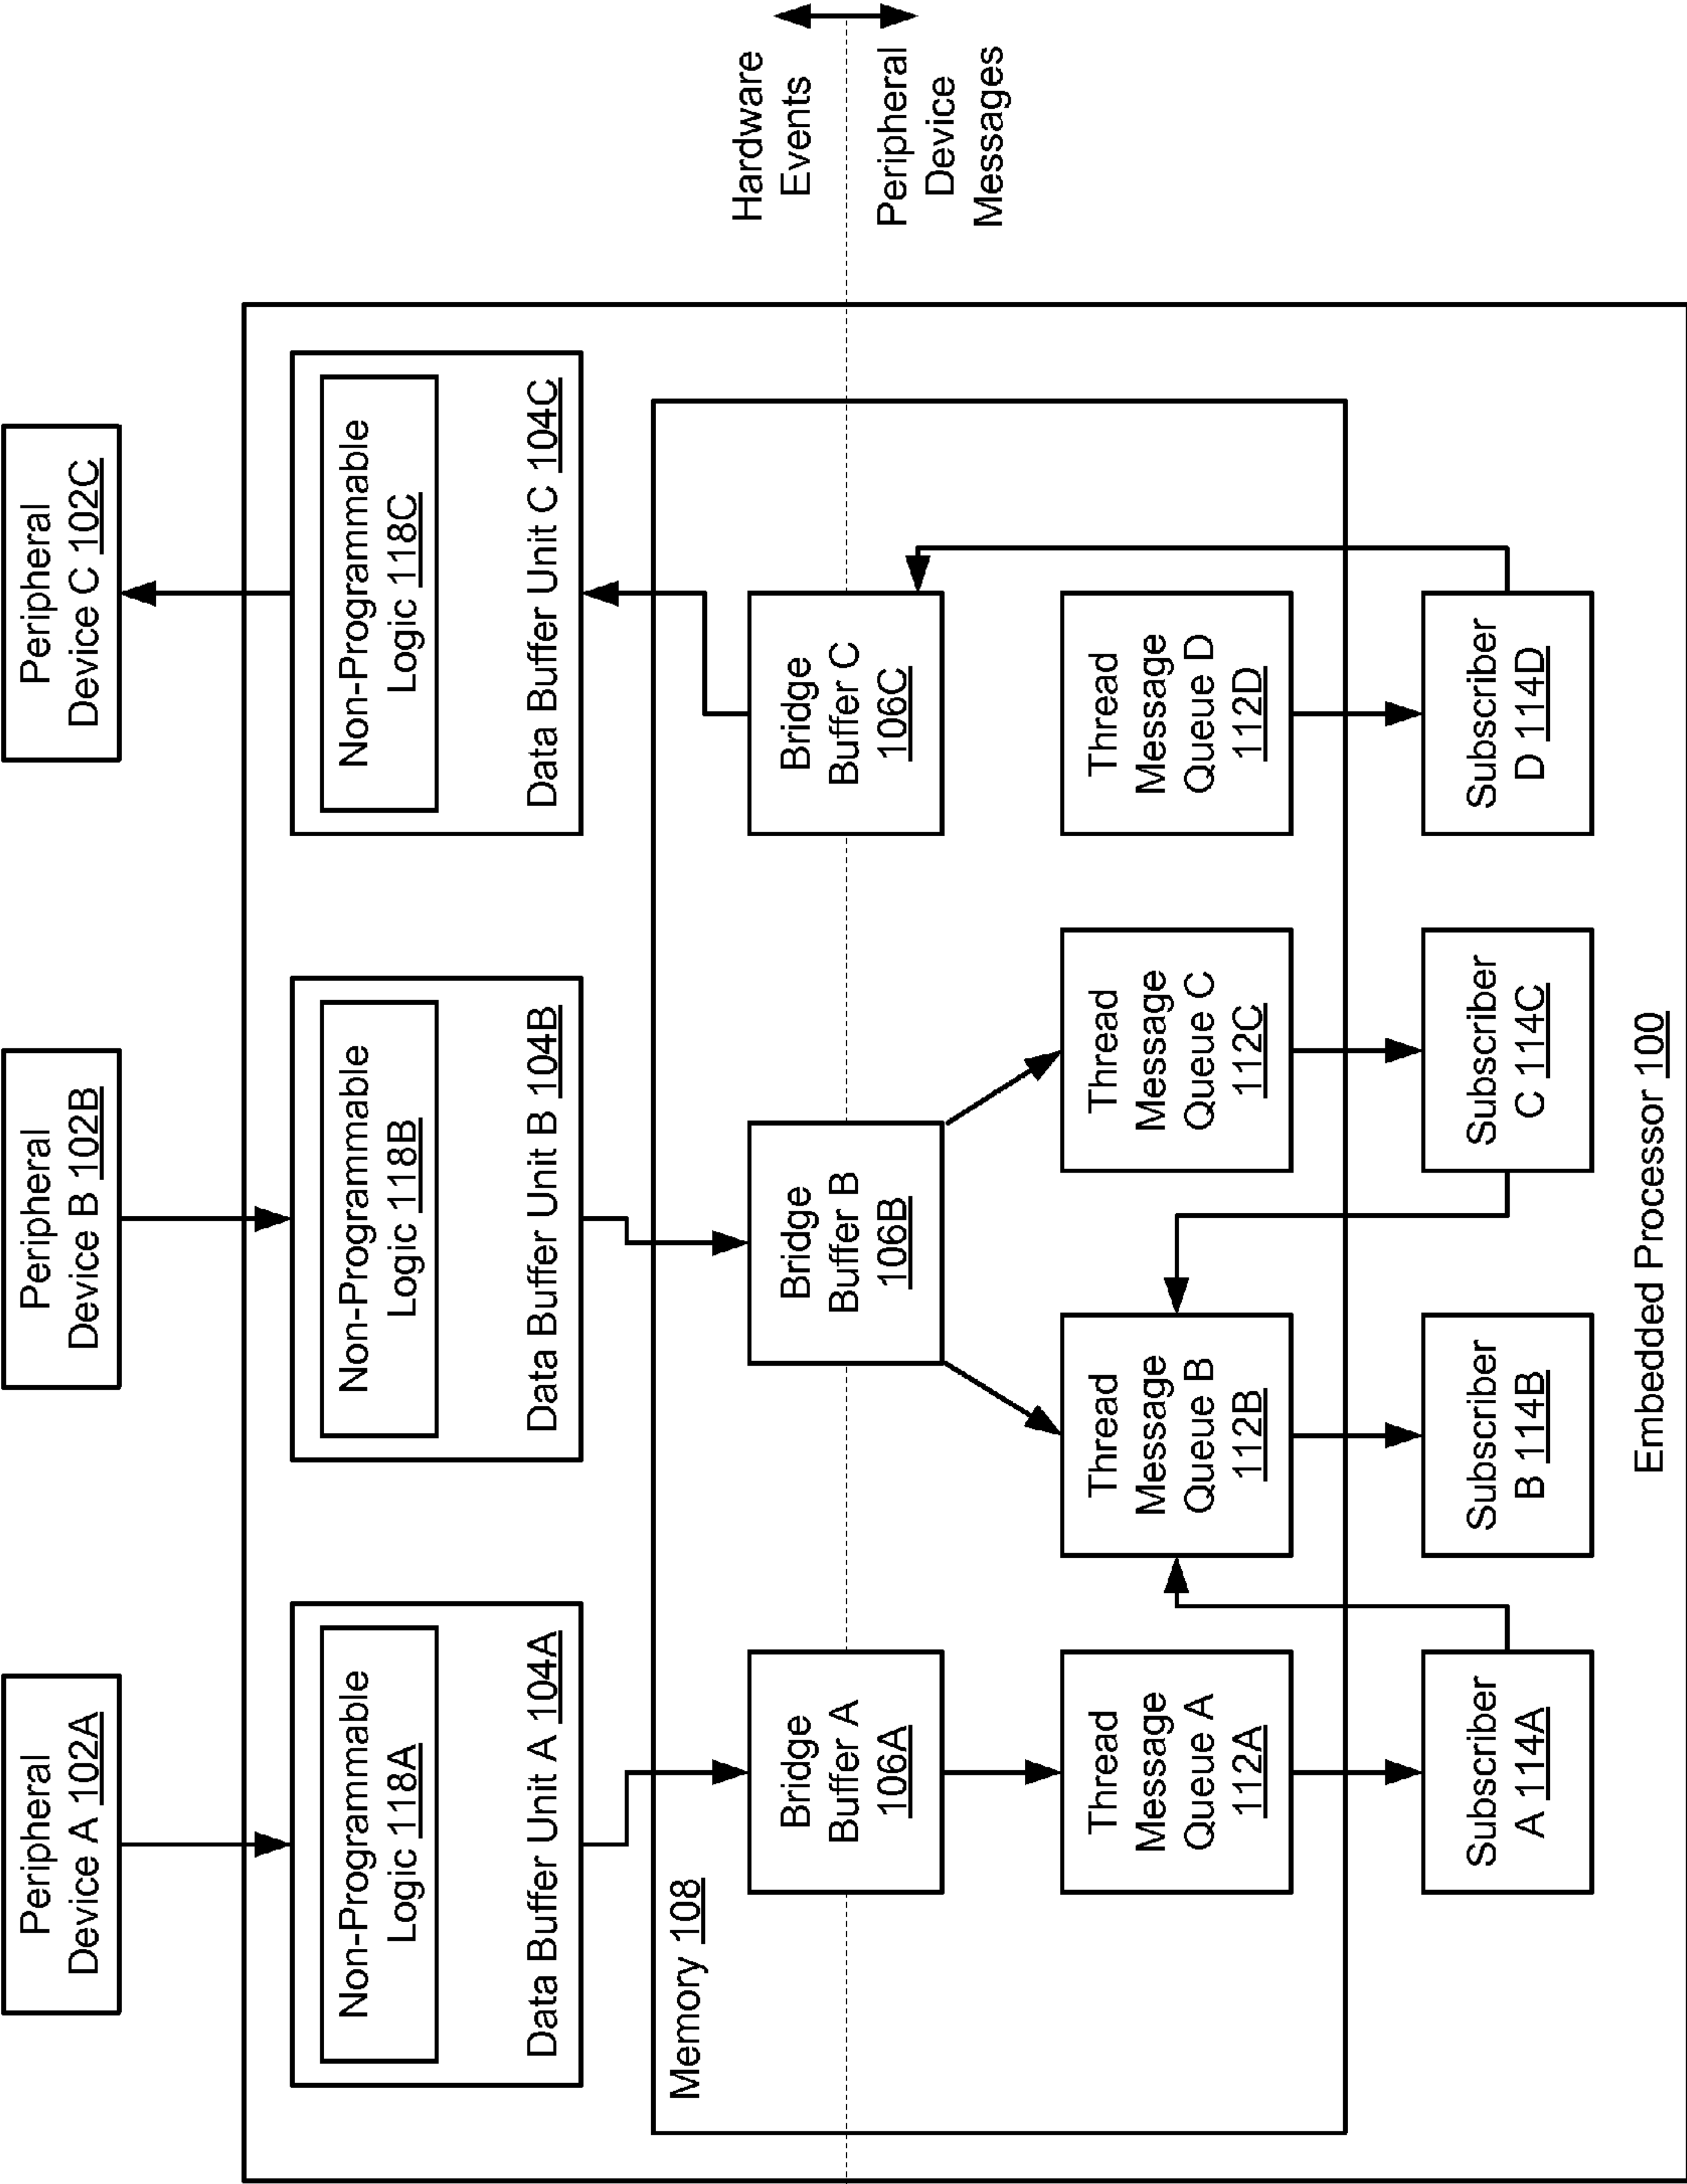 Peripheral
Device A 102A
Peripheral
Device B 102B
Peripheral
Device C 102C
Non-Programmable
Logic 118A
Data Buffer Unit A 104A
Non-Programmable
Logic 118B
Data Buffer Unit B 104B
Non-Programmable
Logic 118C
Data Buffer Unit C 104C
Memory 108
Hardware
Events
Peripheral
Device
Messages
Bridge
Buffer A
106A
Bridge
Buffer B
106B
Bridge
Buffer C
106C
Thread
Message
Queue A
112A
Thread
Message
Queue B
112B
Thread
Message
Queue C
112C
Thread
Message
Queue D
112D
Subscriber
A 114A
Subscriber
B 114B
Subscriber
C 114C
Subscriber
D 114D
Embedded Processor 100